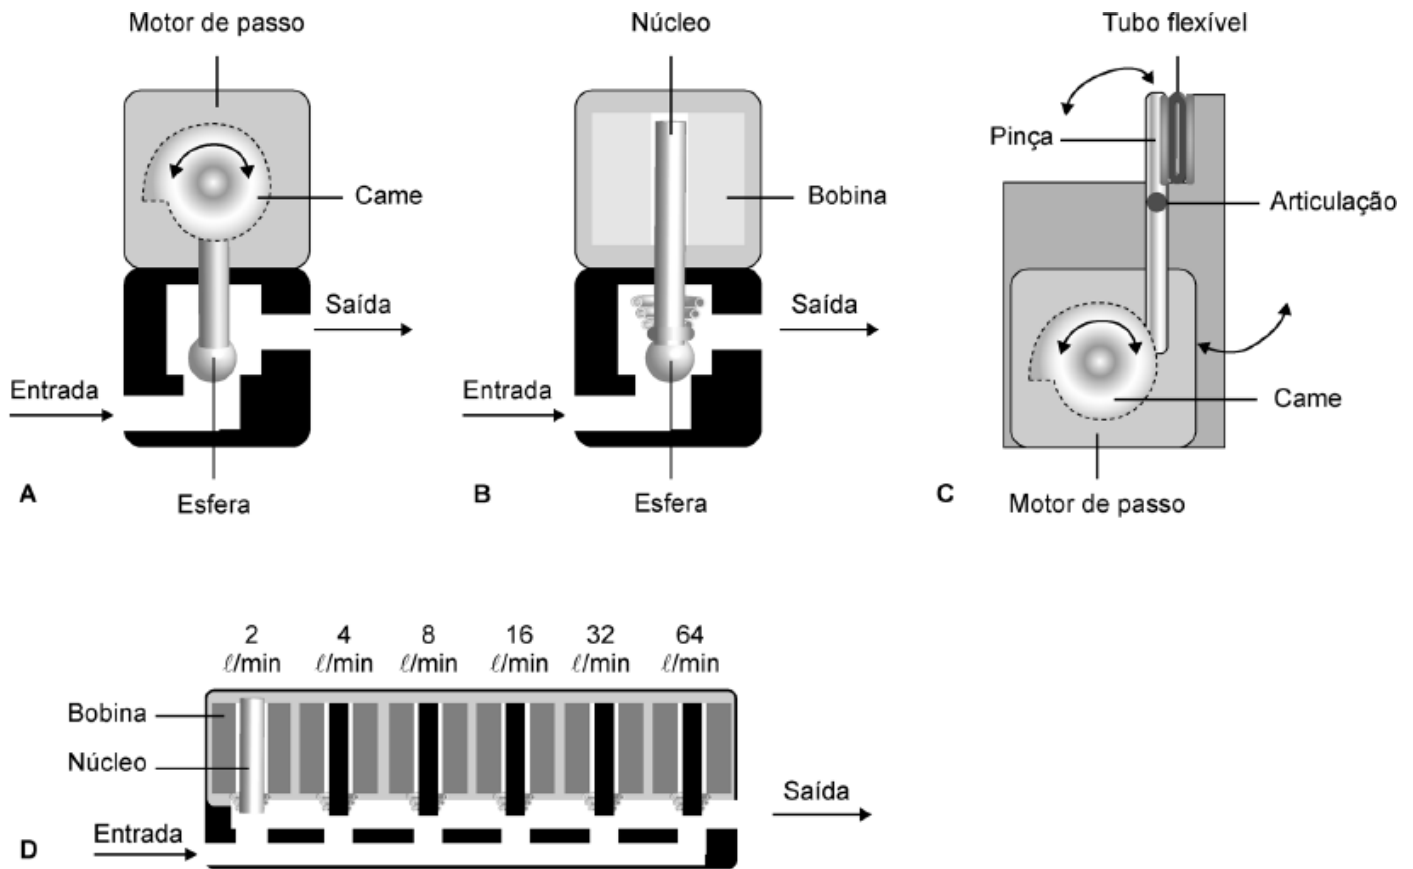 Motor de passo
Came
Saída
Entrada
Esfera
A
Núcleo
Bobina
Saída
Entrada
Esfera
B
Tubo flexível
Pinça
Articulação
Came
Motor de passo
C
2 4 8 16 32 64
ℓ/min ℓ/min ℓ/min ℓ/min ℓ/min ℓ/min
Bobina
Núcleo
Saída
Entrada
D